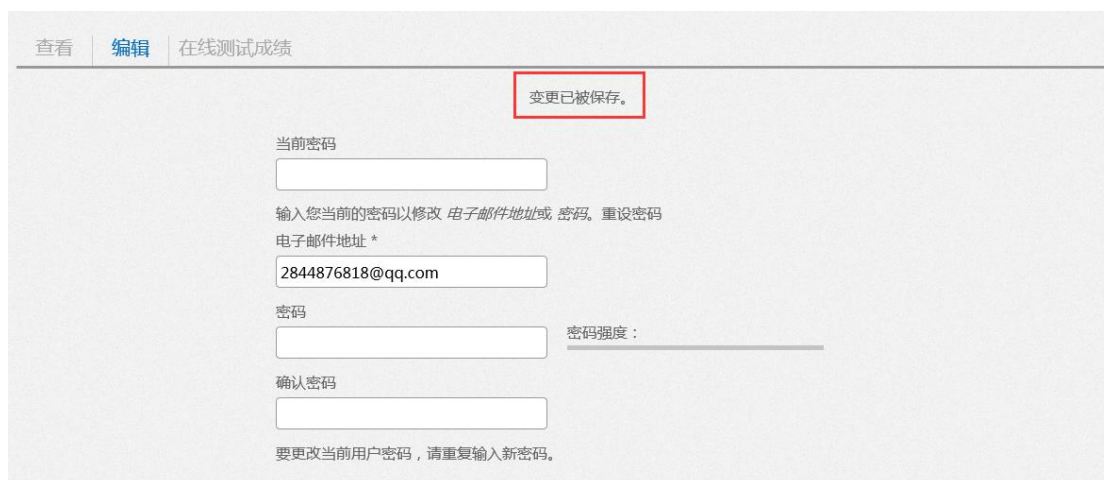 查看 编辑 在线测试成绩
变更已被保存。
当前密码
输入您当前的密码以修改 电子邮件地址或 密码。重设密码
电子邮件地址 *
2844876818@qq.com
密码
密码强度：
确认密码
要更改当前用户密码，请重复输入新密码。